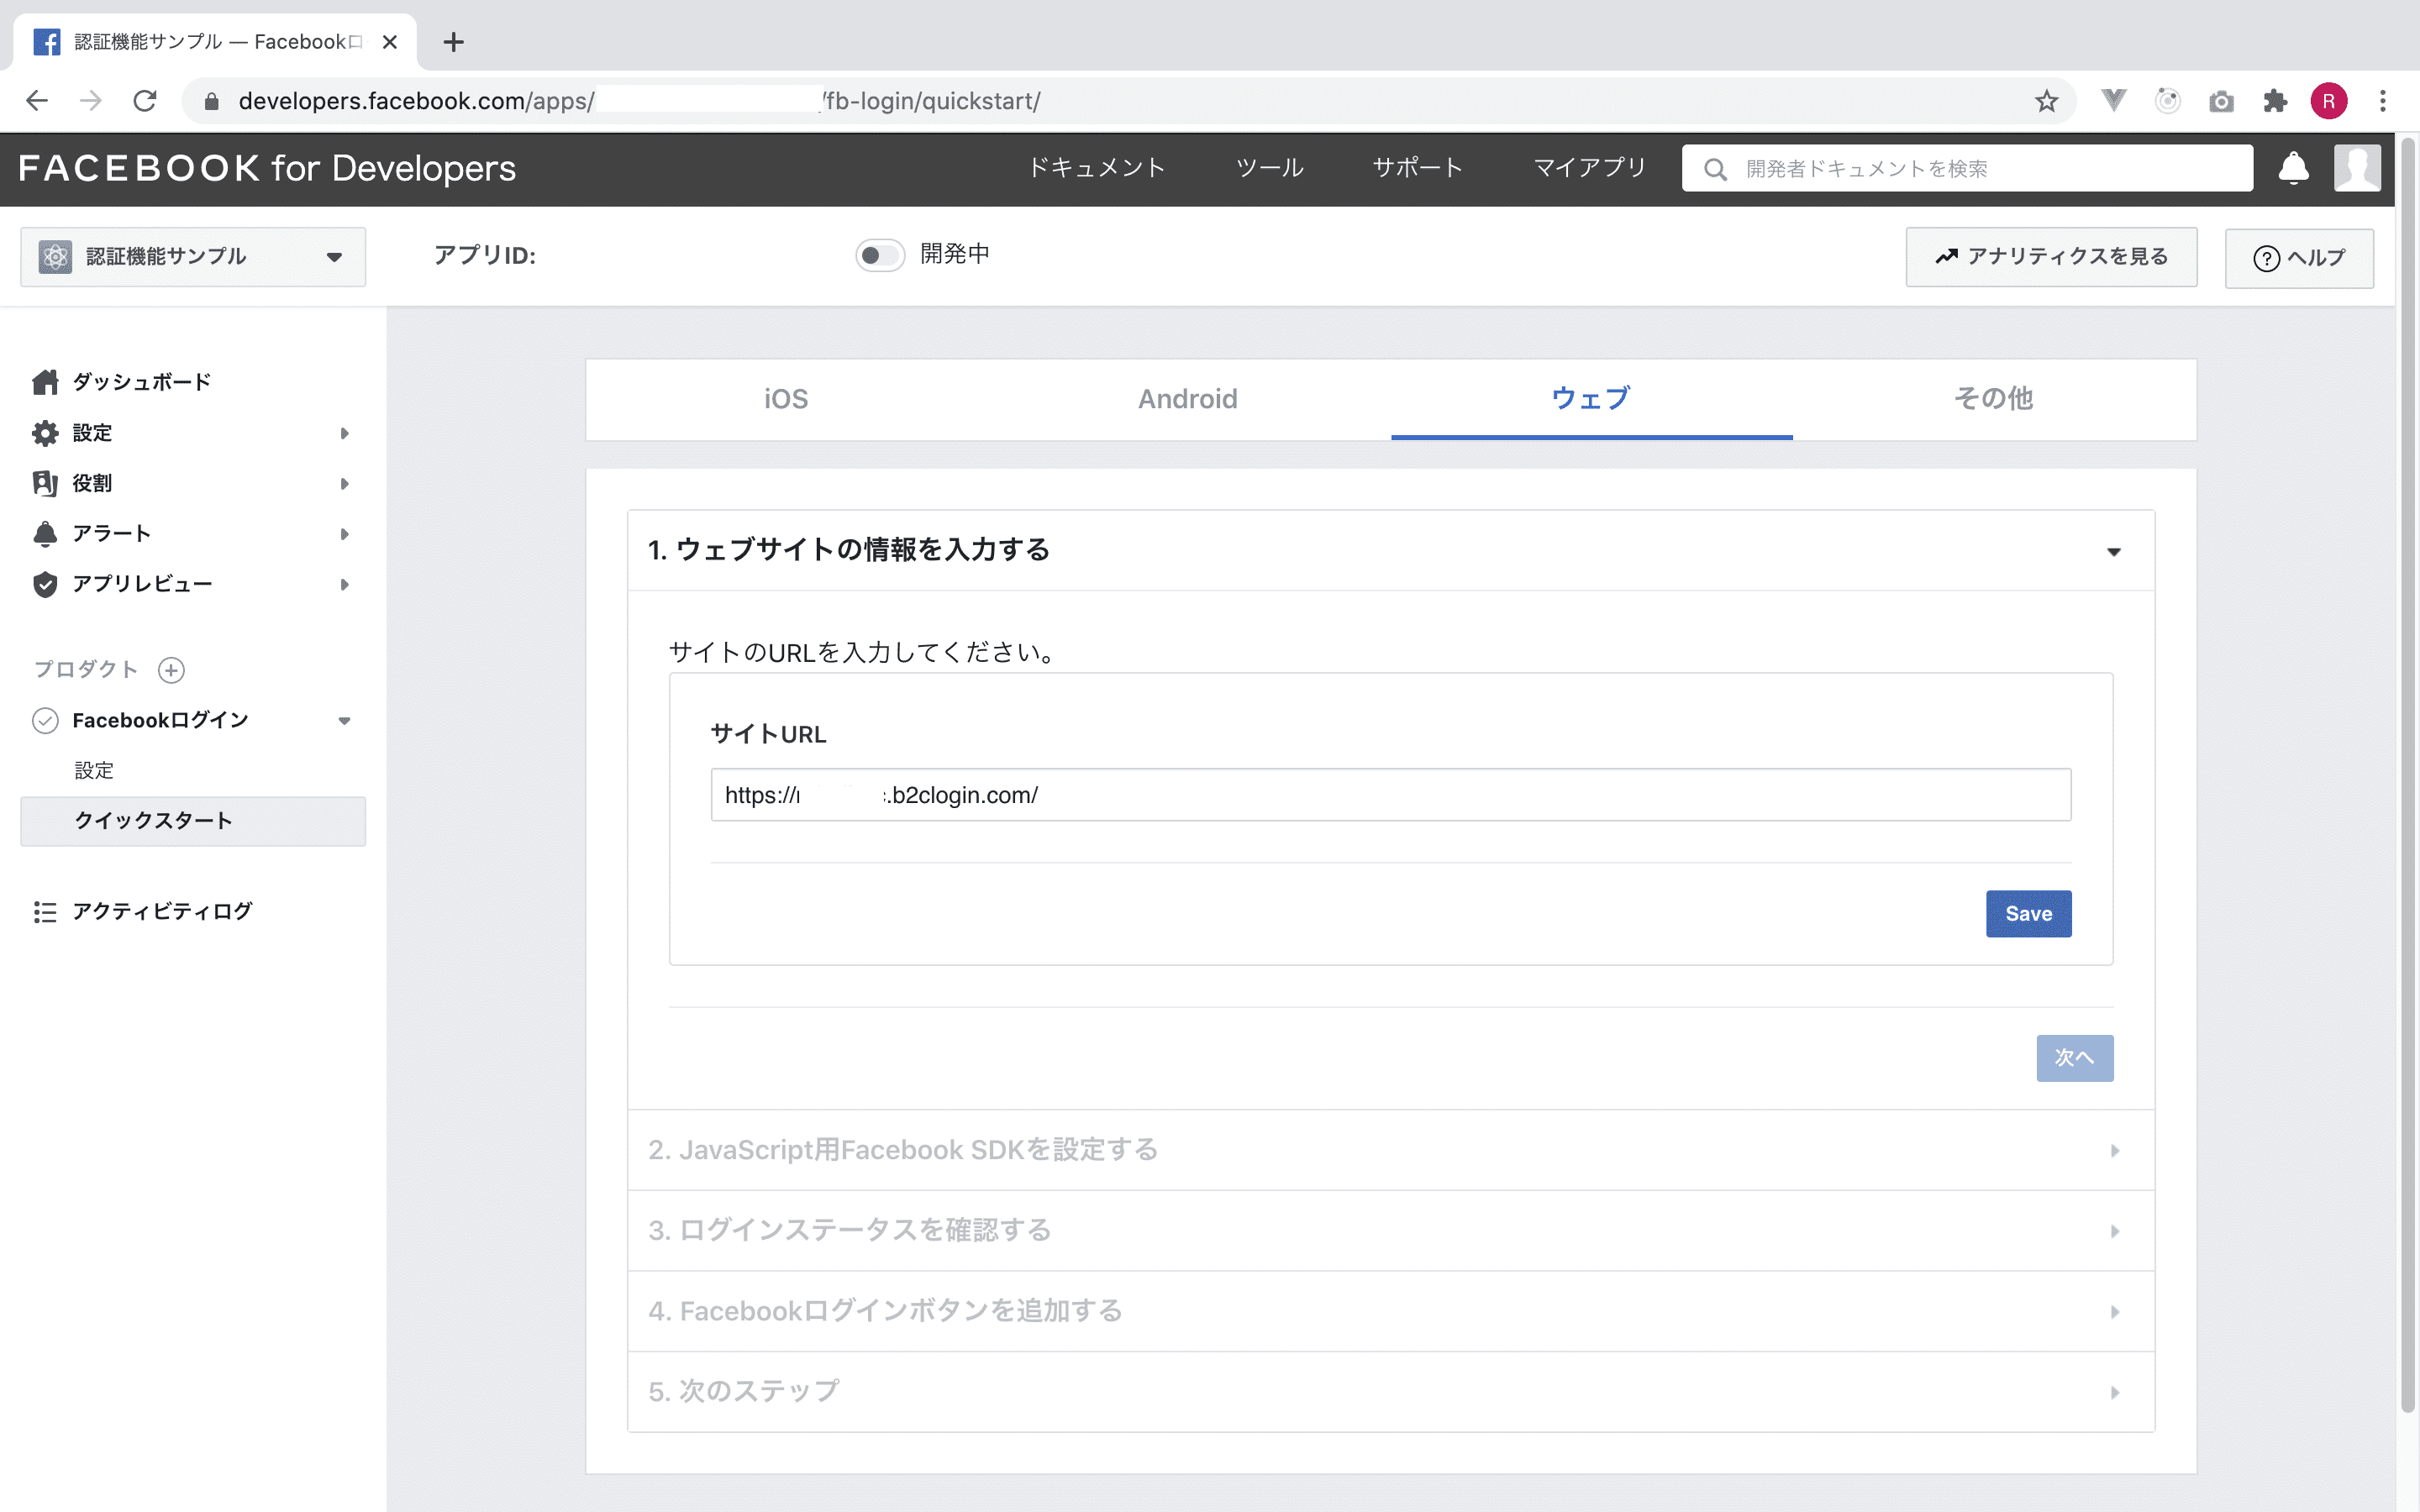 認証機能サンプル — Facebookロ
developers.facebook.com/apps/ /fb-login/quickstart/
R
FACEBOOK for Developers
ドキュメント
ツール
サポート
マイアプリ
開発者ドキュメントを検索
認証機能サンプル
アプリID:
開発中
アナリティクスを見る
ヘルプ
ダッシュボード
設定
役割
アラート
アプリレビュー
プロダクト
Facebookログイン
設定
クイックスタート
アクティビティログ
iOS
Android
ウェブ
その他
1. ウェブサイトの情報を入力する
サイトのURLを入力してください。
サイトURL
https:// .b2clogin.com/
Save
次へ
2. JavaScript用Facebook SDKを設定する
3. ログインステータスを確認する
4. Facebookログインボタンを追加する
5. 次のステップ